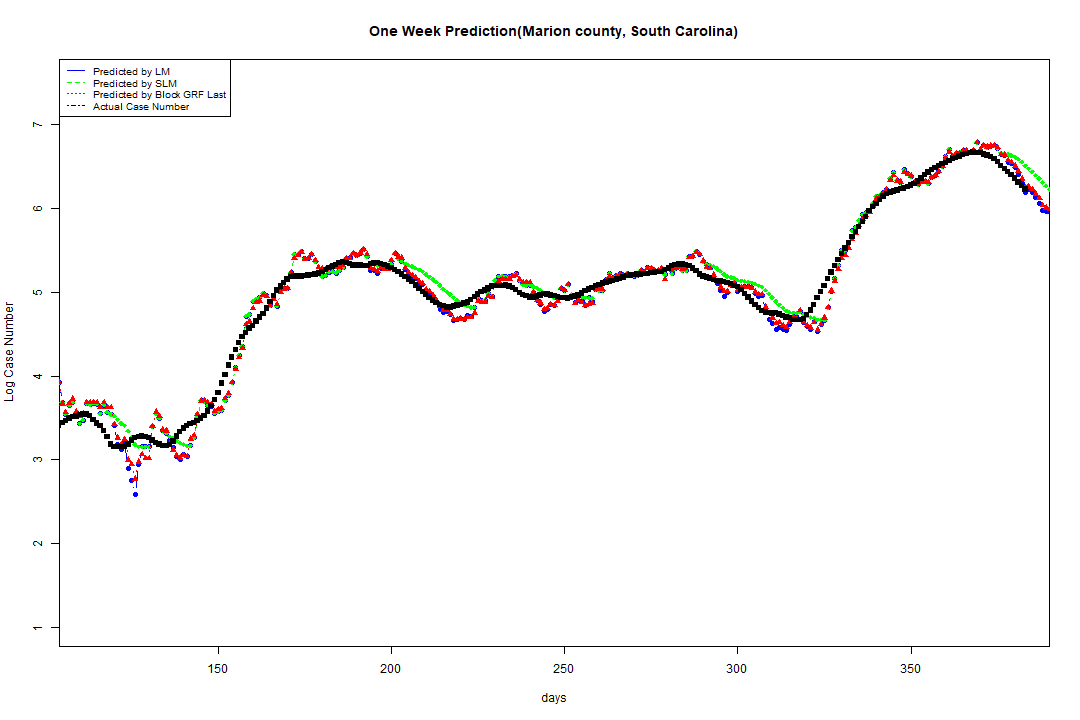 One Week Prediction(Marion county, South Carolina)
Predicted by LM
Predicted by SLM
Predicted by Block GRF Last
Actual Case Number
7
6
5
4
3
2
1
Log Case Number
150 200 250 300 350
days